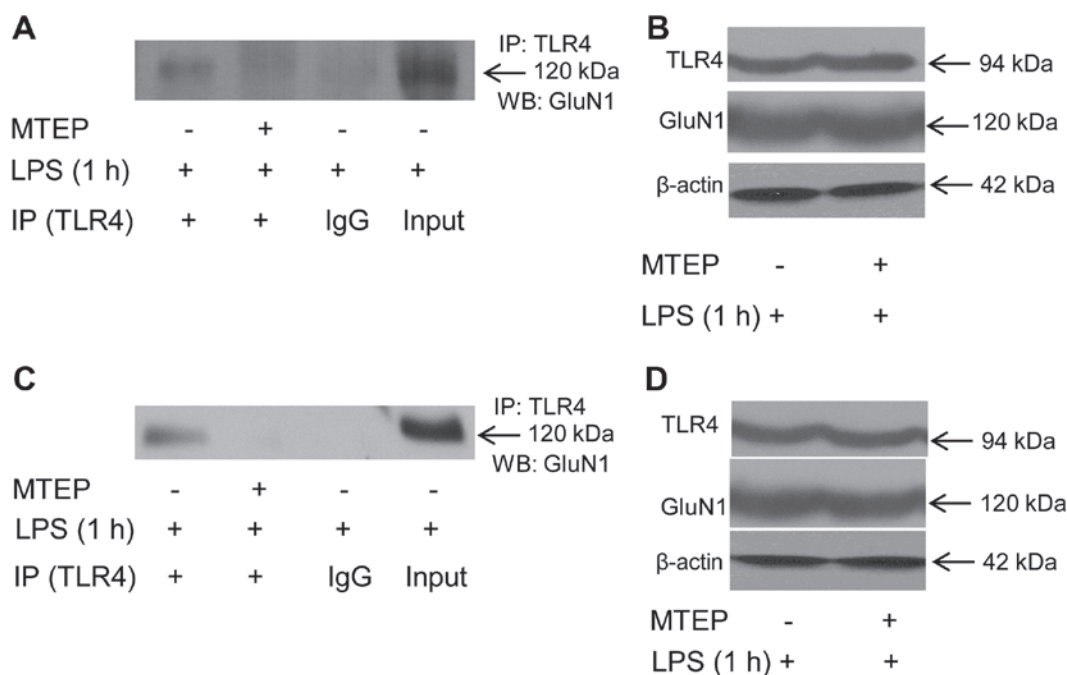 A
IP: TLR4
120 kDa
WB: GluN1
MTEP - + - -
LPS (1 h) + + + +
IP (TLR4) + + IgG Input
B
TLR4 94 kDa
GluN1 120 kDa
β-actin 42 kDa
MTEP - +
LPS (1 h) + +
C
IP: TLR4
120 kDa
WB: GluN1
MTEP - + - -
LPS (1 h) + + + +
IP (TLR4) + + IgG Input
D
TLR4 94 kDa
GluN1 120 kDa
β-actin 42 kDa
MTEP - +
LPS (1 h) + +